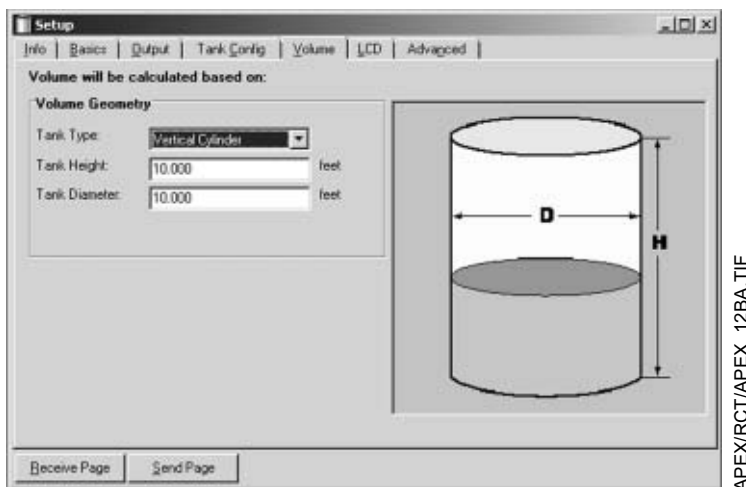 Setup
Info Basics Output Tank Config Volume LCD Advanced
Volume will be calculated based on:
Volume Geometry
Tank Type: Vertical Cylinder
Tank Height: 10.000 feet
Tank Diameter: 10.000 feet
D
H
Receive Page Send Page
APEX/RCT/APEX_12BA.TIF